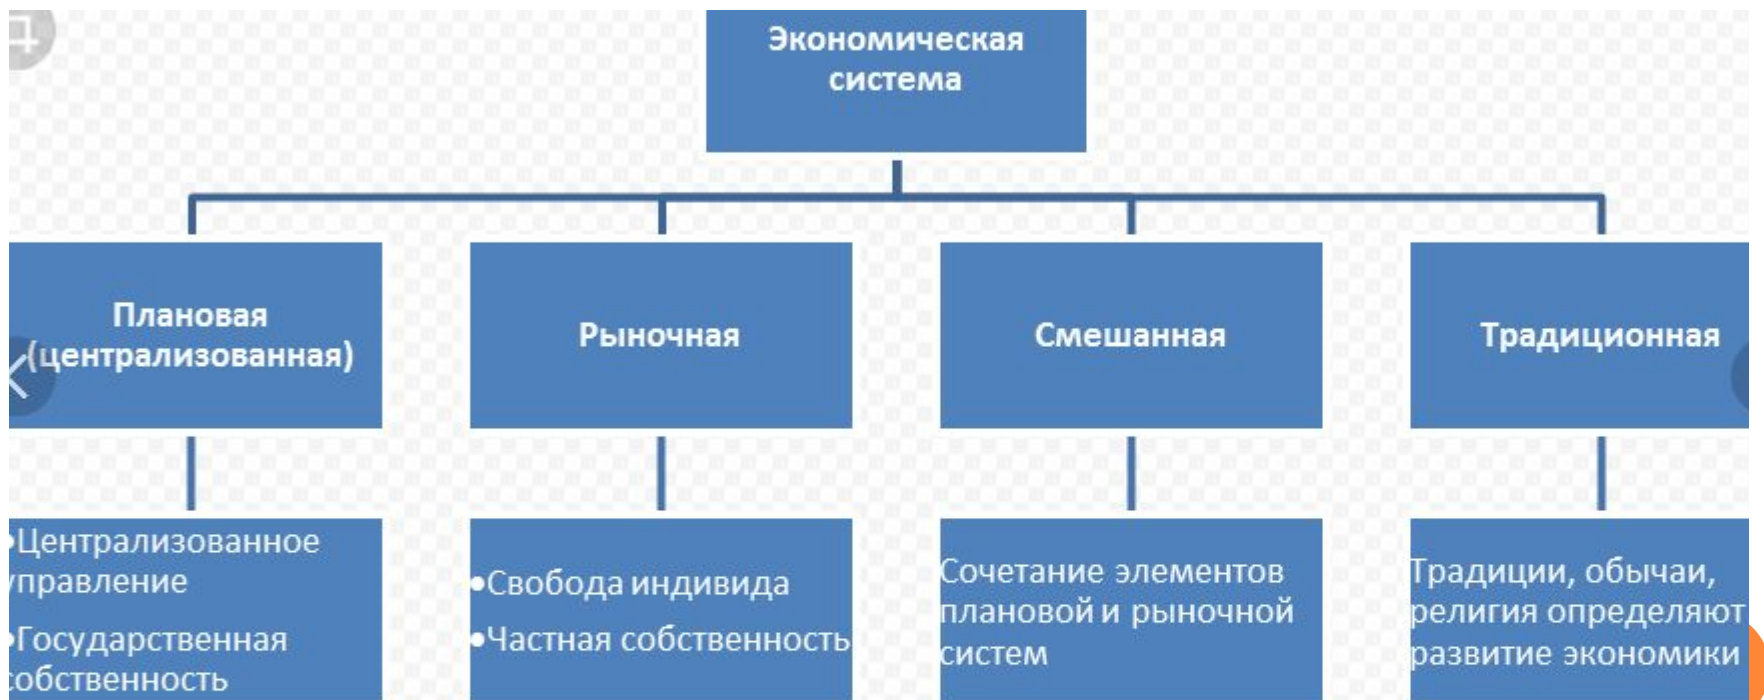 Экономическая
система
Плановая
(централизованная)
Рыночная
Смешанная
Традиционная
•Централизованное
управление
•Государственная
собственность
•Свобода индивида
•Частная собственность
Сочетание элементов
плановой и рыночной
систем
Традиции, обычаи,
религия определяют
развитие экономики